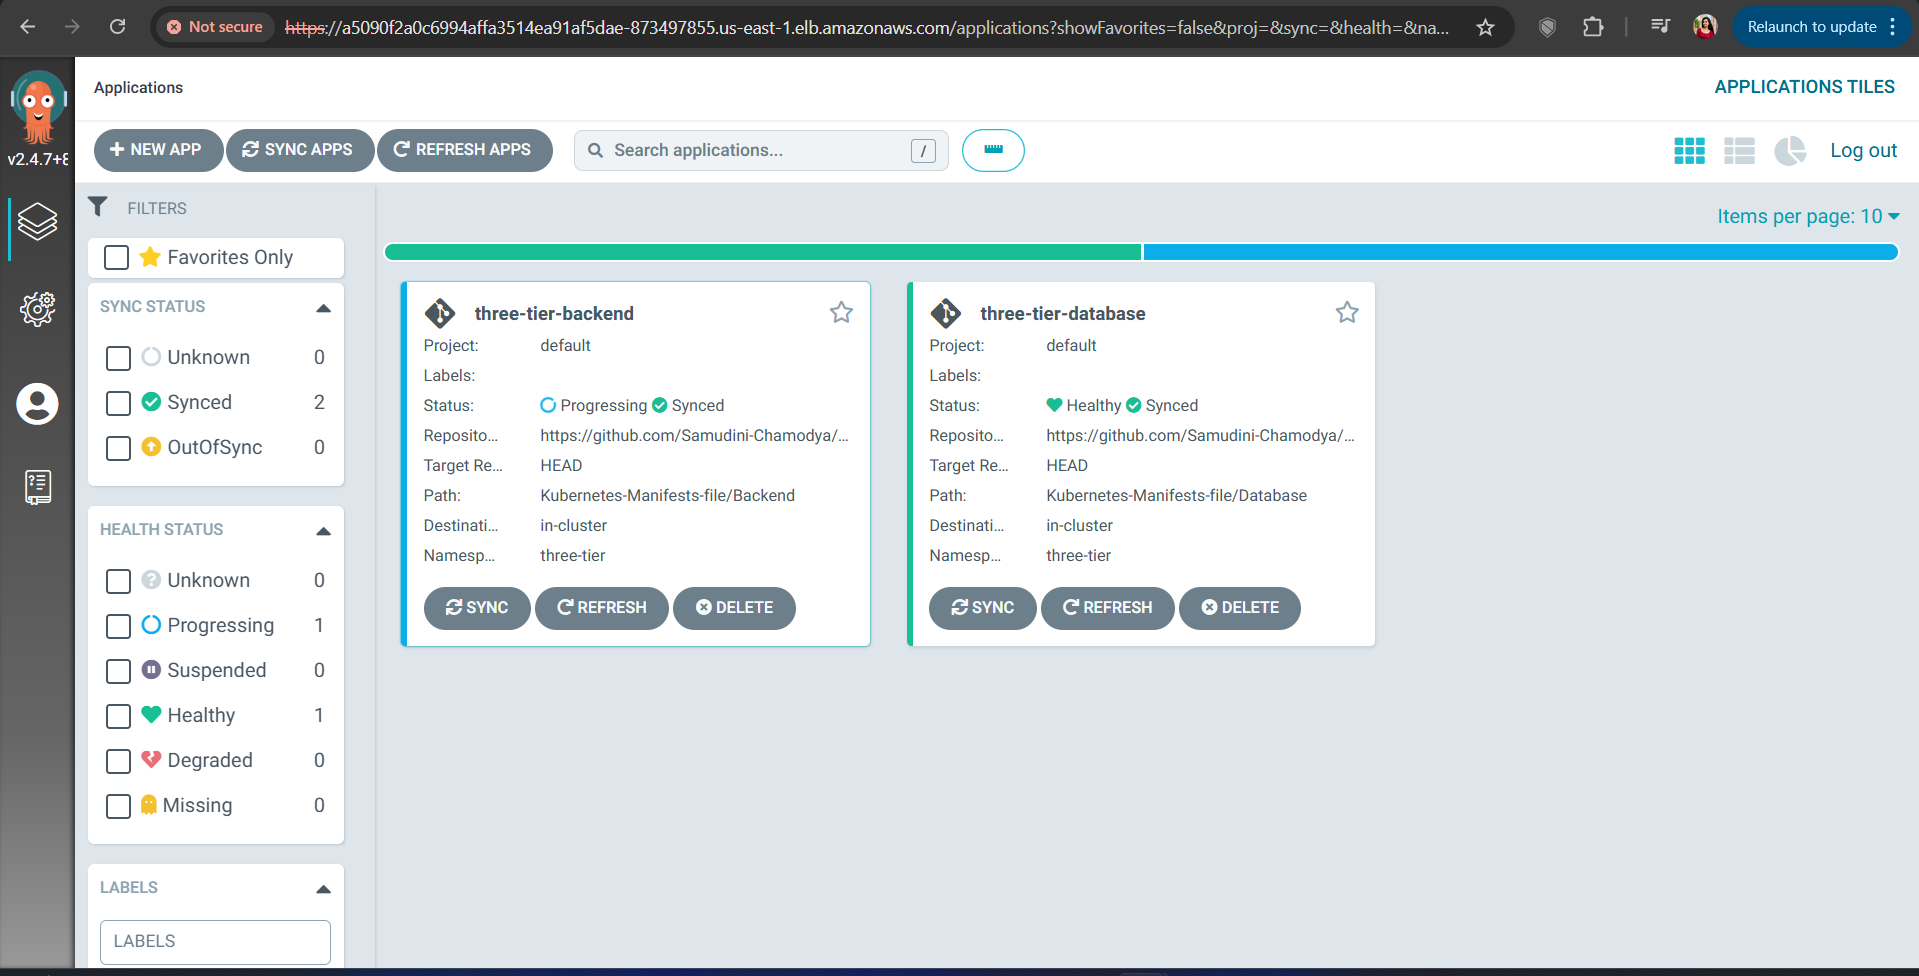 Not secure
https://a5090f2a0c6994affa3514ea91af5dae-873497855.us-east-1.elb.amazonaws.com/applications?showFavorites=false&proj=&sync=&health=&na...
Relaunch to update
v2.4.7+8
Applications
APPLICATIONS TILES
NEW APP
SYNC APPS
REFRESH APPS
Search applications...
/
Log out
FILTERS
Favorites Only
SYNC STATUS
Unknown 0
Synced 2
OutOfSync 0
HEALTH STATUS
Unknown 0
Progressing 1
Suspended 0
Healthy 1
Degraded 0
Missing 0
LABELS
LABELS
Items per page: 10
three-tier-backend
Project: default
Labels:
Status: Progressing Synced
Reposito... https://github.com/Samudini-Chamodya/...
Target Re... HEAD
Path: Kubernetes-Manifests-file/Backend
Destinati... in-cluster
Namesp... three-tier
SYNC REFRESH DELETE
three-tier-database
Project: default
Labels:
Status: Healthy Synced
Reposito... https://github.com/Samudini-Chamodya/...
Target Re... HEAD
Path: Kubernetes-Manifests-file/Database
Destinati... in-cluster
Namesp... three-tier
SYNC REFRESH DELETE